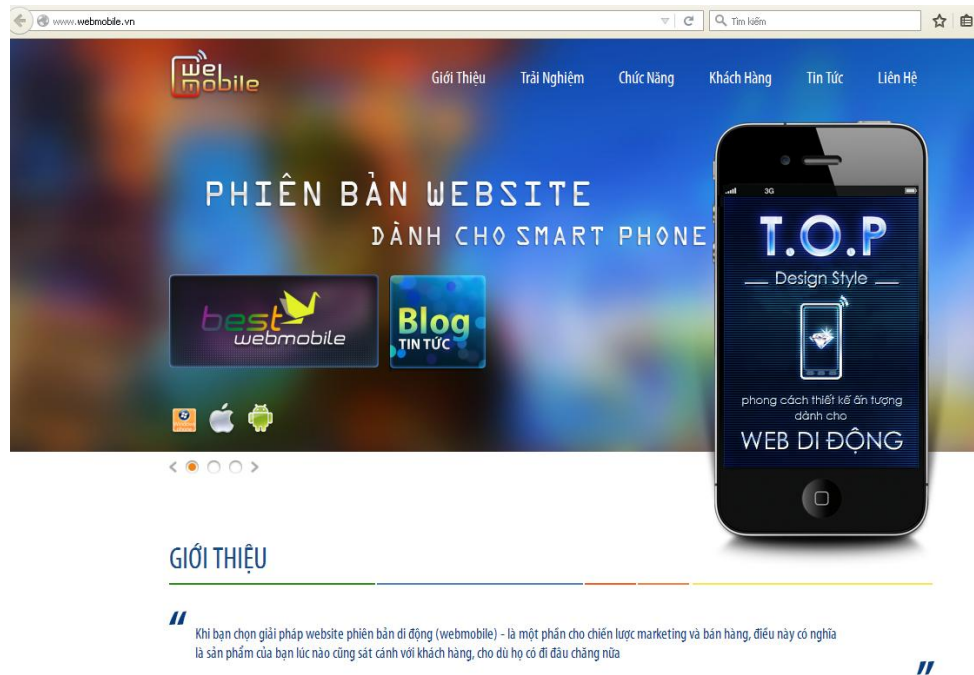 www.webmobile.vn
Tìm kiếm
we mobile
Giới Thiệu
Trải Nghiệm
Chức Năng
Khách Hàng
Tin Tức
Liên Hệ
PHIÊN BẢN WEBSITE
DÀNH CHO SMART PHONE
best
webmobile
Blog
TIN TỨC
3G
T.O.P
Design Style
phong cách thiết kế ấn tượng
dành cho
WEB DI ĐỘNG
GIỚI THIỆU
“
Khi bạn chọn giải pháp website phiên bản di động (webmobile) - là một phần cho chiến lược marketing và bán hàng, điều này có nghĩa
là sản phẩm của bạn lúc nào cũng sát cánh với khách hàng, cho dù họ có đi đâu chăng nữa
”